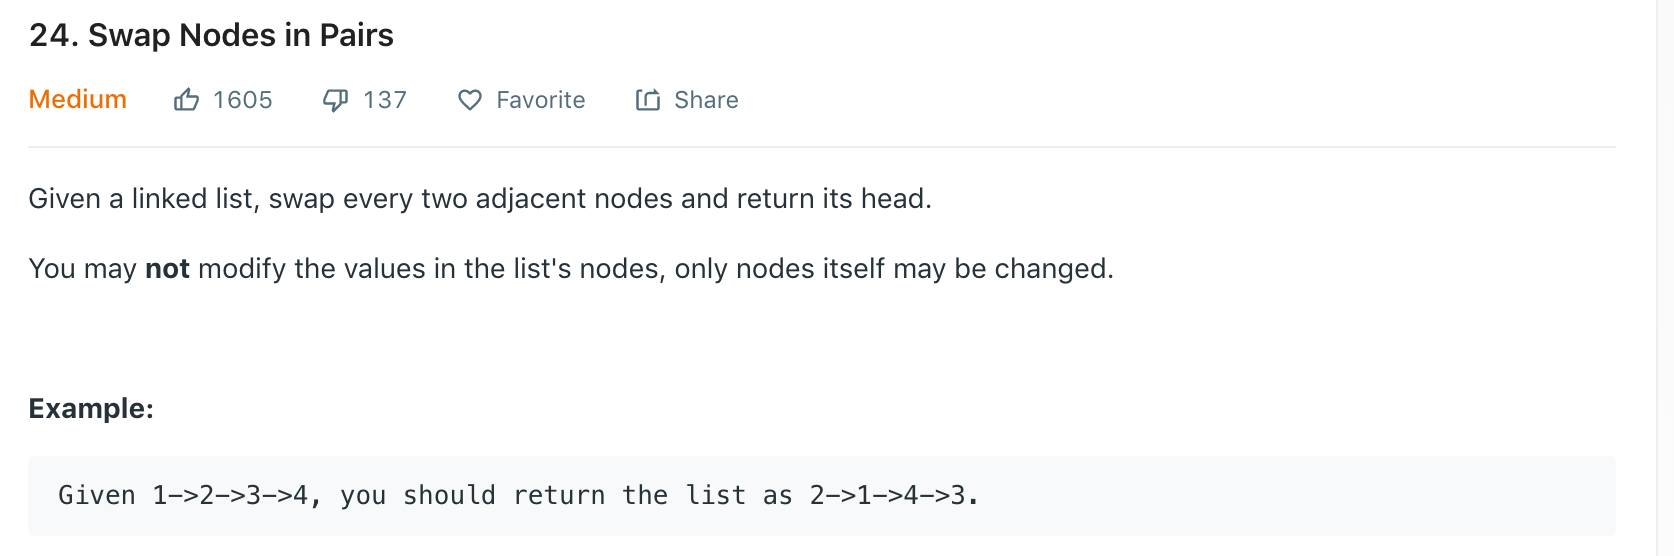 24. Swap Nodes in Pairs
Medium 1605 137 Favorite Share
Given a linked list, swap every two adjacent nodes and return its head.
You may not modify the values in the list's nodes, only nodes itself may be changed.
Example:
Given 1->2->3->4, you should return the list as 2->1->4->3.